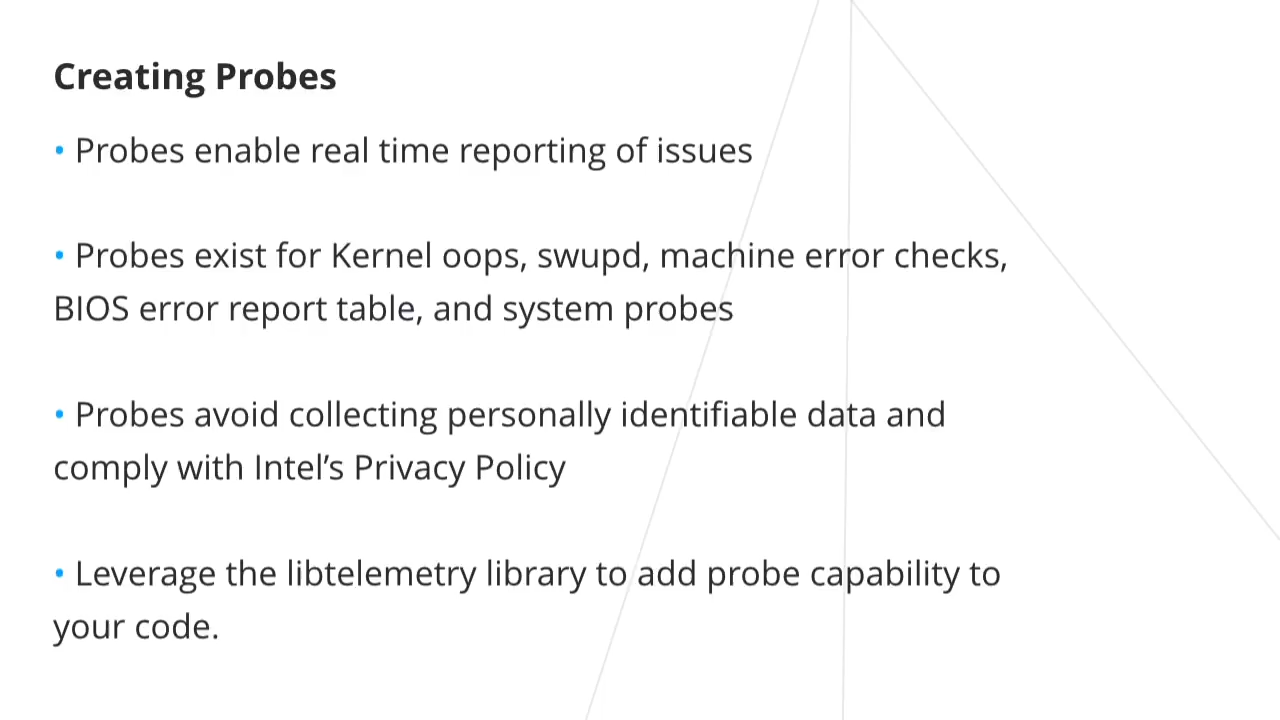 Creating Probes
• Probes enable real time reporting of issues
• Probes exist for Kernel oops, swupd, machine error checks,
BIOS error report table, and system probes
• Probes avoid collecting personally identifiable data and
comply with Intel’s Privacy Policy
• Leverage the libtelemetry library to add probe capability to
your code.